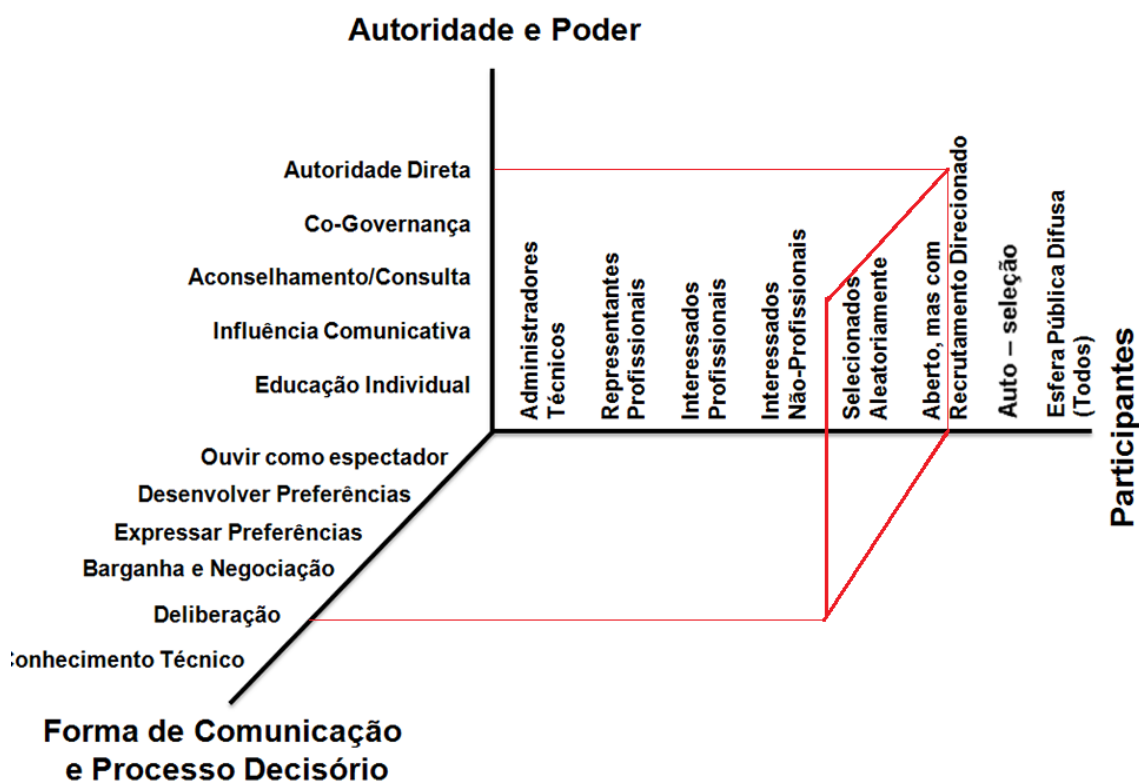 Autoridade e Poder
Autoridade Direta
Co-Governança
Aconselhamento/Consulta
Influência Comunicativa
Educação Individual
Administradores
Técnicos
Representantes
Profissionais
Interessados
Profissionais
Interessados
Não-Profissionais
Selecionados
Aleatoriamente
Aberto, mas com
Recrutamento Direcionado
Auto – seleção
Esfera Pública Difusa
(Todos)
Participantes
Ouvir como espectador
Desenvolver Preferências
Expressar Preferências
Barganha e Negociação
Deliberação
Conhecimento Técnico
Forma de Comunicação
e Processo Decisório